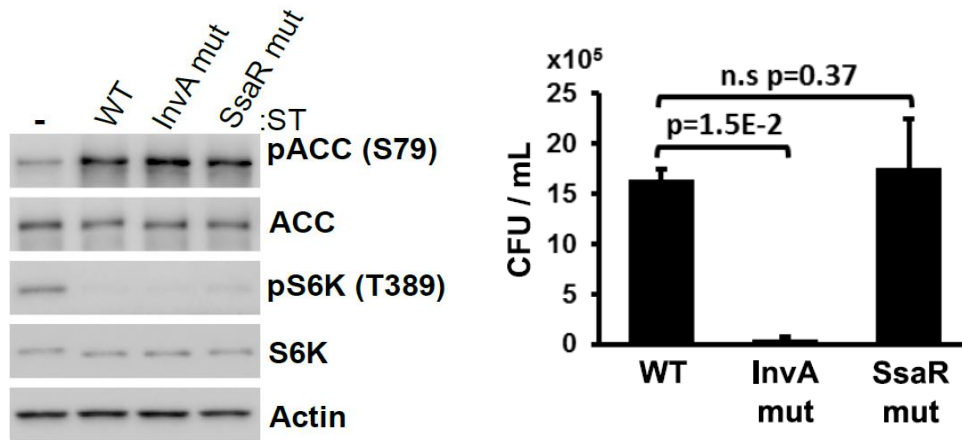 - WT InvA mut SsaR mut :ST
pACC (S79)
ACC
pS6K (T389)
S6K
Actin
x10⁵
n.s p=0.37
p=1.5E-2
25
20
15
10
5
0
CFU / mL
WT InvA SsaR
mut mut